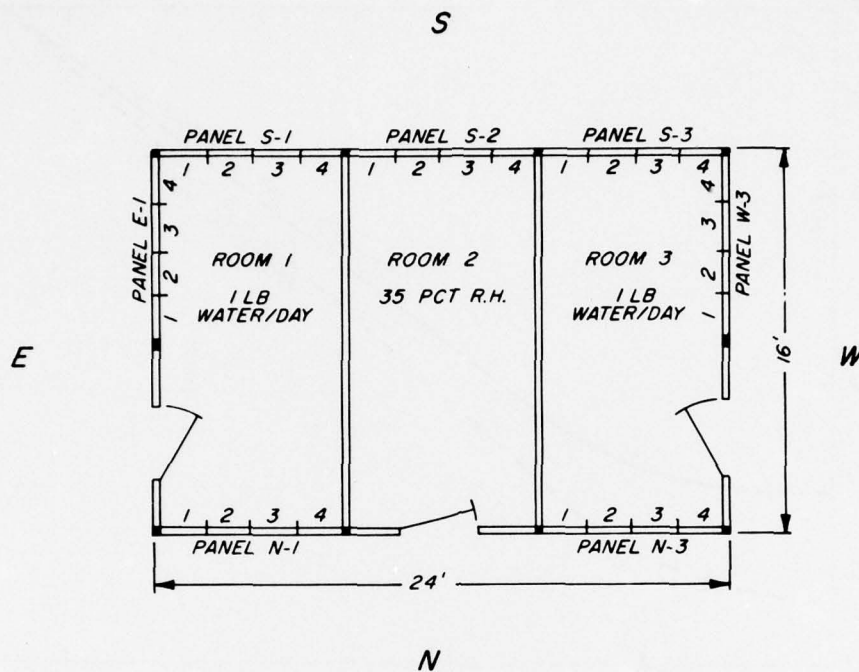 S
PANEL S-1 PANEL S-2 PANEL S-3
1 2 3 4 1 2 3 4 1 2 3 4
PANEL E-1
4
3
2
1
ROOM 1
1 LB
WATER/DAY
ROOM 2
35 PCT R.H.
ROOM 3
1 LB
WATER/DAY
4
3
2
1
PANEL W-3
E
16'
W
1 2 3 4 1 2 3 4
PANEL N-1 PANEL N-3
24'
N